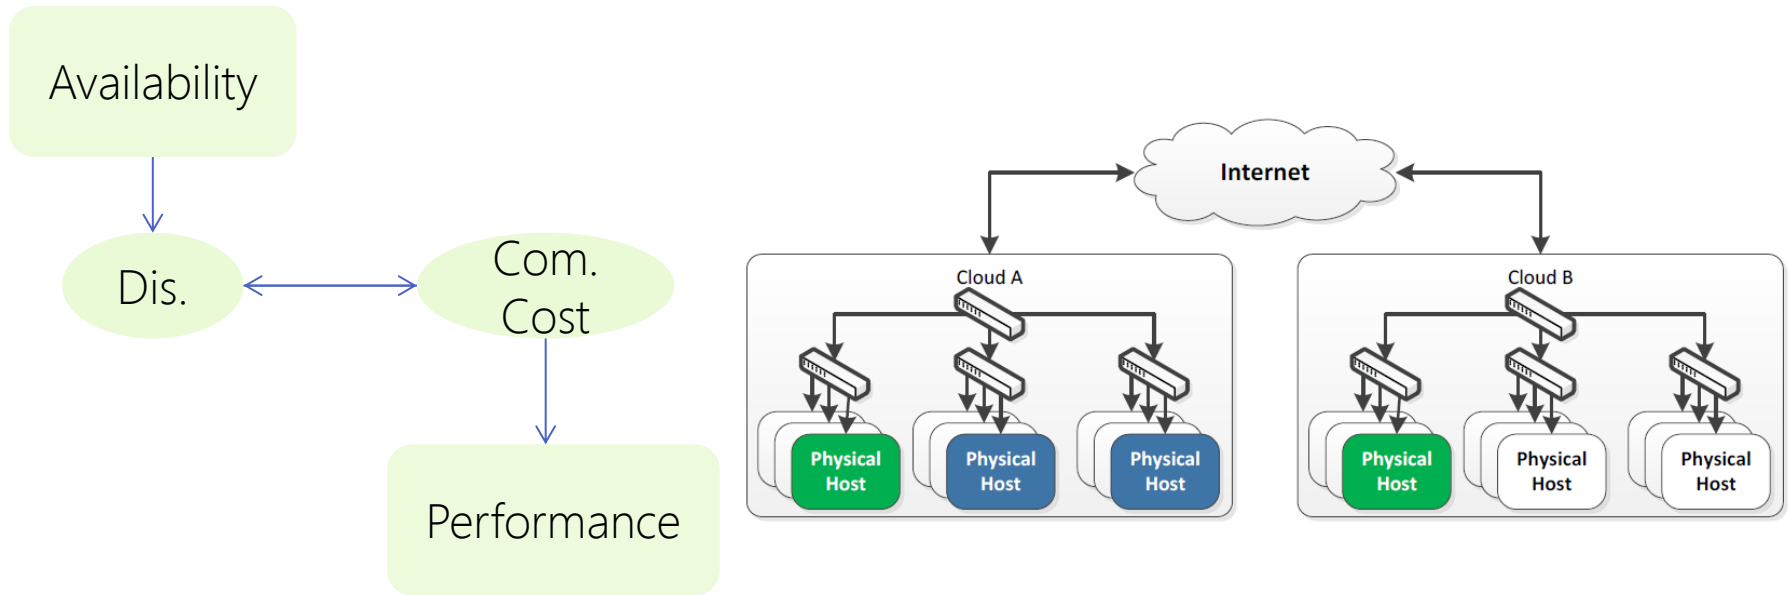 Availability
Dis.
Com.
Cost
Performance
Internet
Cloud A
Physical
Host
Physical
Host
Physical
Host
Cloud B
Physical
Host
Physical
Host
Physical
Host